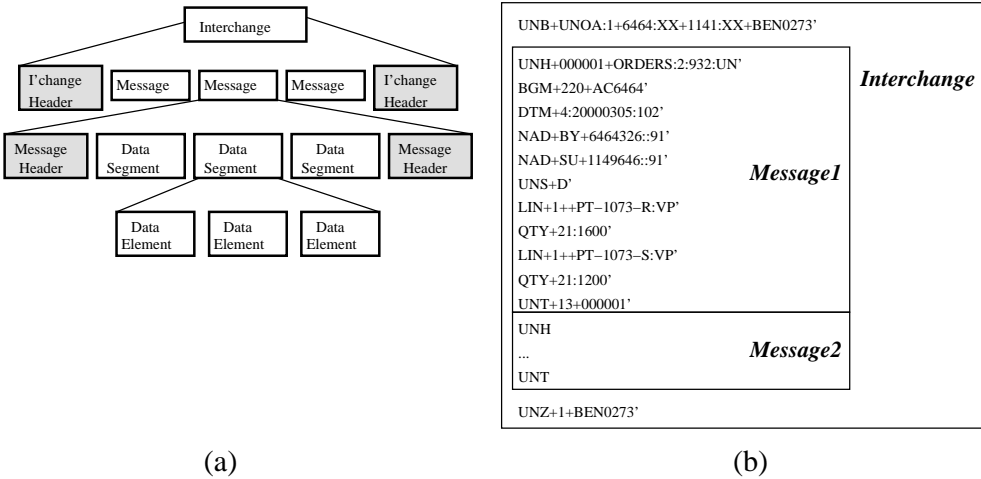 Interchange
I'change
Header
Message
Message
Message
I'change
Header
Message
Header
Data
Segment
Data
Segment
Data
Segment
Message
Header
Data
Element
Data
Element
Data
Element
(a)
UNB+UNOA:1+6464:XX+1141:XX+BEN0273’
UNH+000001+ORDERS:2:932:UN’
Interchange
BGM+220+AC6464’
DTM+4:20000305:102’
NAD+BY+6464326::91’
NAD+SU+1149646::91’
Message1
UNS+D’
LIN+1++PT−1073−R:VP’
QTY+21:1600’
LIN+1++PT−1073−S:VP’
QTY+21:1200’
UNT+13+000001’
UNH
...
Message2
UNT
UNZ+1+BEN0273’
(b)